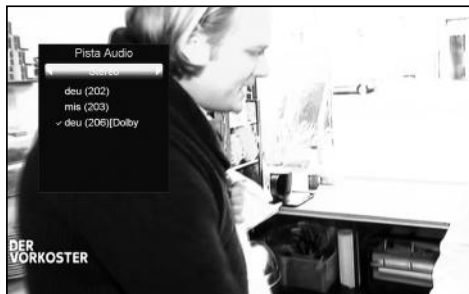 Pista Audio
Stereo
deu (202)
mis (203)
deu (206)[Dolby
DER
VORKOSTER